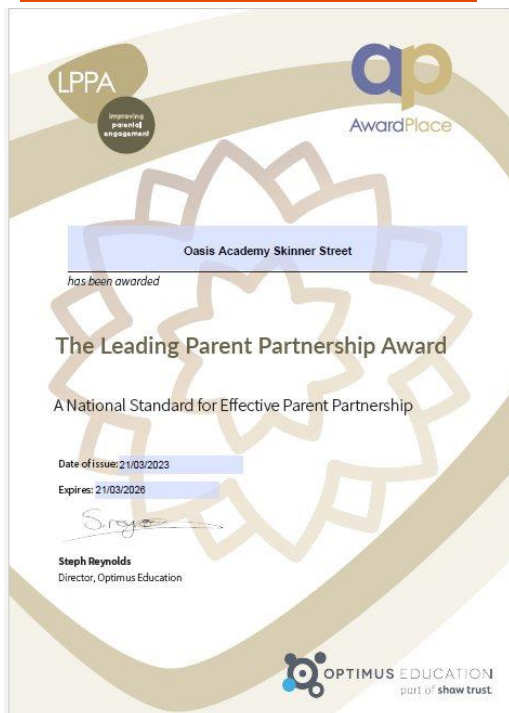 LPPA
improving
parental
engagement
ap
AwardPlace
Oasis Academy Skinner Street
has been awarded
The Leading Parent Partnership Award
A National Standard for Effective Parent Partnership
Date of issue: 21/03/2023
Expires: 21/03/2026
Steph Reynolds
Director, Optimus Education
OPTIMUS EDUCATION
part of shaw trust